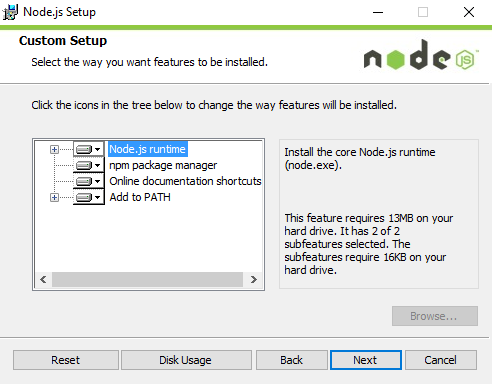 Node.js Setup
Custom Setup
Select the way you want features to be installed.
node
JS
Click the icons in the tree below to change the way features will be installed.
Node.js runtime
npm package manager
Online documentation shortcuts
Add to PATH
Install the core Node.js runtime
(node.exe).
This feature requires 13MB on your
hard drive. It has 2 of 2
subfeatures selected. The
subfeatures require 16KB on your
hard drive.
Browse...
Reset
Disk Usage
Back
Next
Cancel